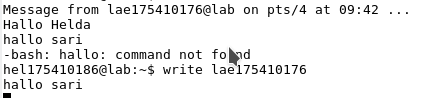 Message from lae175410176@lab on pts/4 at 09:42 ...
Hallo Helda
hallo sari
-bash: hallo: command not found
hel175410186@lab:~$ write lae175410176
hallo sari